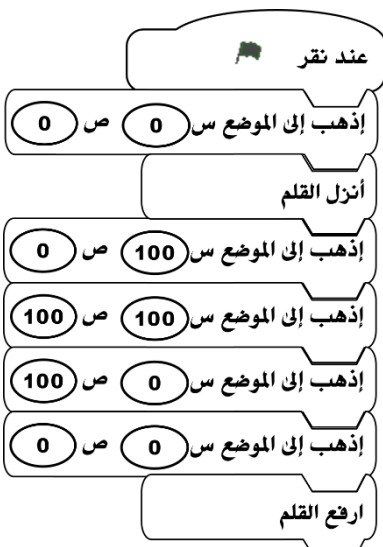 عند نقر
إذهب إلى الموضع س 0 ص 0
أنزل القلم
إذهب إلى الموضع س 100 ص 0
إذهب إلى الموضع س 100 ص 100
إذهب إلى الموضع س 0 ص 100
إذهب إلى الموضع س 0 ص 0
ارفع القلم